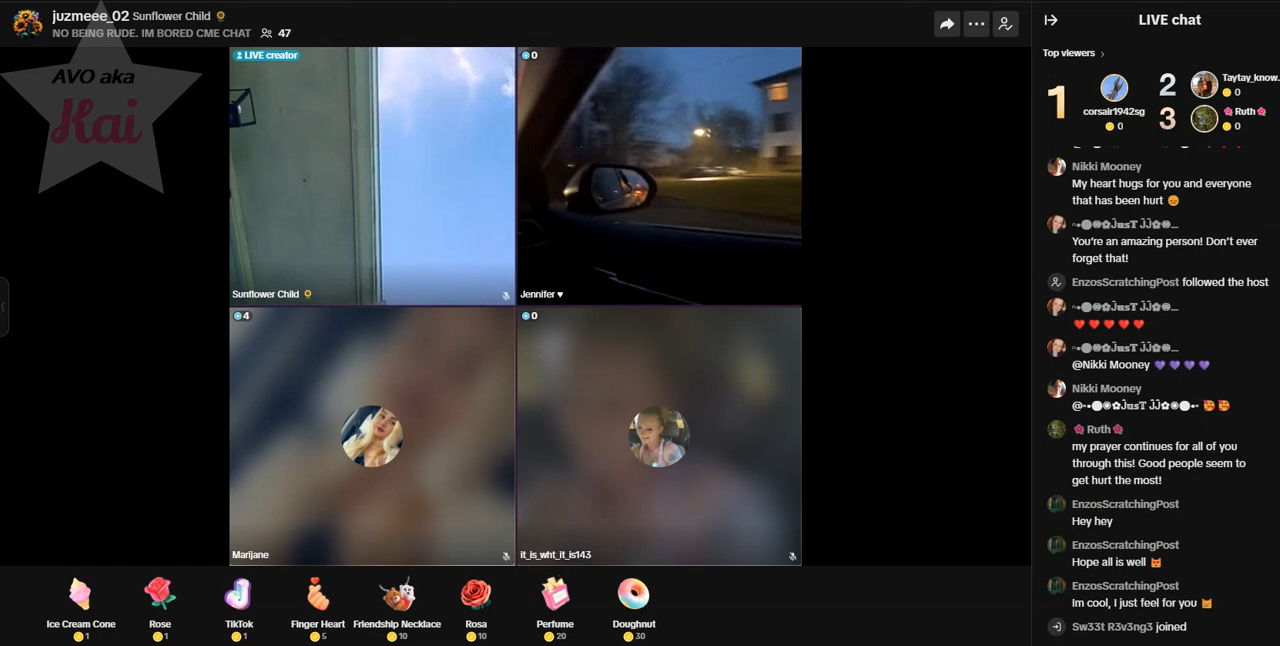 juzmeee_02 Sunflower Child 🌻
NO BEING RUDE. IM BORED CME CHAT 47
AVO aka
Kai
LIVE creator
0
Sunflower Child 🌻
Jennifer ♥
4
0
Marijane
it_is_wht_it_is143
Ice Cream Cone
1
Rose
1
TikTok
1
Finger Heart
5
Friendship Necklace
10
Rosa
10
Perfume
20
Doughnut
30
LIVE chat
Top viewers
1
corsair1942sg
0
2
Taytay_know.
0
3
🌺Ruth🌺
0
Nikki Mooney
My heart hugs for you and everyone
that has been hurt
You're an amazing person! Don't ever
forget that!
EnzosScratchingPost followed the host
❤️❤️❤️❤️❤️
@Nikki Mooney 💜💜💜💜
Nikki Mooney
🥰🥰
🌺Ruth🌺
my prayer continues for all of you
through this! Good people seem to
get hurt the most!
EnzosScratchingPost
Hey hey
EnzosScratchingPost
Hope all is well
EnzosScratchingPost
Im cool, I just feel for you
Sw33t R3v3ng3 joined